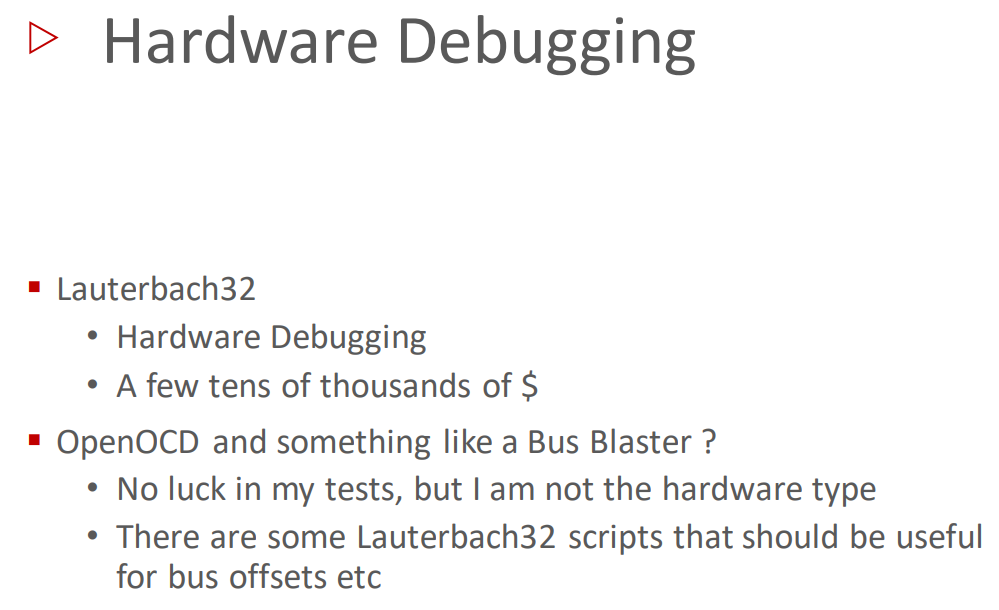 Hardware Debugging
Lauterbach32
Hardware Debugging
A few tens of thousands of $
OpenOCD and something like a Bus Blaster ?
No luck in my tests, but I am not the hardware type
There are some Lauterbach32 scripts that should be useful
for bus offsets etc